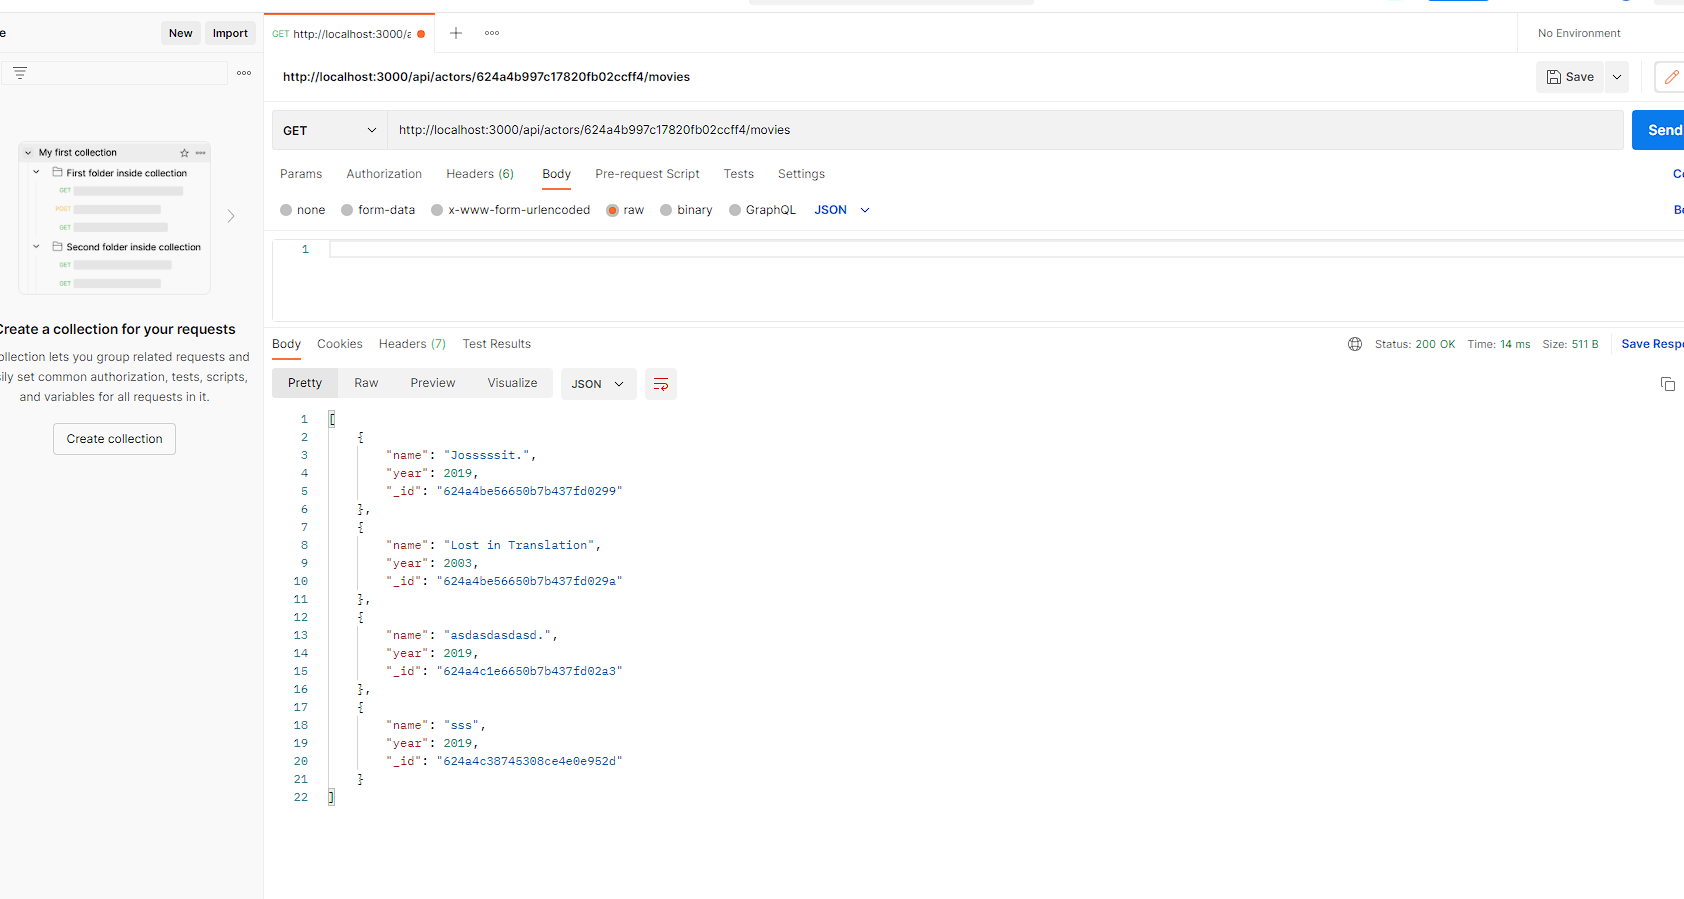 e
New
Import
GET http://localhost:3000/a
No Environment
http://localhost:3000/api/actors/624a4b997c17820fb02ccff4/movies
Save
GET
http://localhost:3000/api/actors/624a4b997c17820fb02ccff4/movies
Send
Params Authorization Headers (6) Body Pre-request Script Tests Settings
Co
none form-data x-www-form-urlencoded raw binary GraphQL JSON
Be
1
My first collection
First folder inside collection
GET
POST
GET
Second folder inside collection
GET
GET
Create a collection for your requests
ollection lets you group related requests and
ily set common authorization, tests, scripts,
and variables for all requests in it.
Create collection
Body Cookies Headers (7) Test Results
Status: 200 OK Time: 14 ms Size: 511 B Save Resp
Pretty Raw Preview Visualize JSON
1 [
2 {
3 "name": "Josssssit.",
4 "year": 2019,
5 "_id": "624a4be56650b7b437fd0299"
6 },
7 {
8 "name": "Lost in Translation",
9 "year": 2003,
10 "_id": "624a4be56650b7b437fd029a"
11 },
12 {
13 "name": "asdasdasdasd.",
14 "year": 2019,
15 "_id": "624a4c1e6650b7b437fd02a3"
16 },
17 {
18 "name": "sss",
19 "year": 2019,
20 "_id": "624a4c38745308ce4e0e952d"
21 }
22 ]